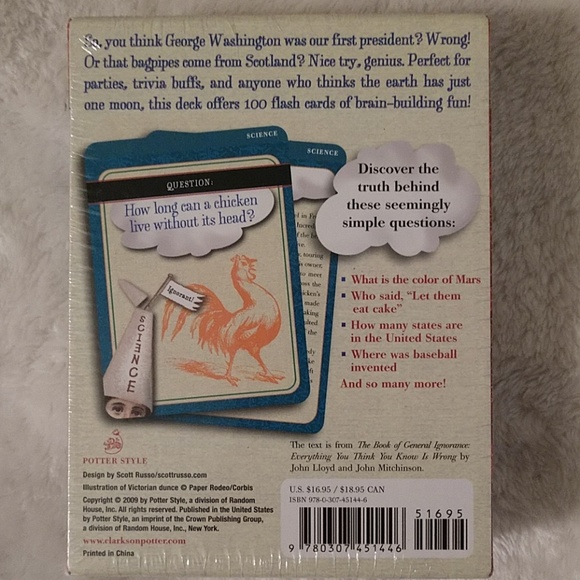 So, you think George Washington was our first president? Wrong!
Or that bagpipes come from Scotland? Nice try, genius. Perfect for
parties, trivia buffs, and anyone who thinks the earth has just
one moon, this deck offers 100 flash cards of brain-building fun!
SCIENCE
SCIENCE
QUESTION:
How long can a chicken
live without its head?
Ignorant!
SCIENCE
Discover the
truth behind
these seemingly
simple questions:
What is the color of Mars
Who said, "Let them
eat cake"
How many states are
in the United States
Where was baseball
invented
And so many more!
POTTER STYLE
Design by Scott Russo/scottrusso.com
Illustration of Victorian dunce © Paper Rodeo/Corbis
Copyright © 2009 by Potter Style, a division of Random
House, Inc. All rights reserved. Published in the United States
by Potter Style, an imprint of the Crown Publishing Group,
a division of Random House, Inc., New York.
www.clarksonpotter.com
Printed in China
The text is from The Book of General Ignorance:
Everything You Think You Know Is Wrong by
John Lloyd and John Mitchinson.
U.S. $16.95 / $18.95 CAN
ISBN 978-0-307-45144-6
51695
9 780307 451446